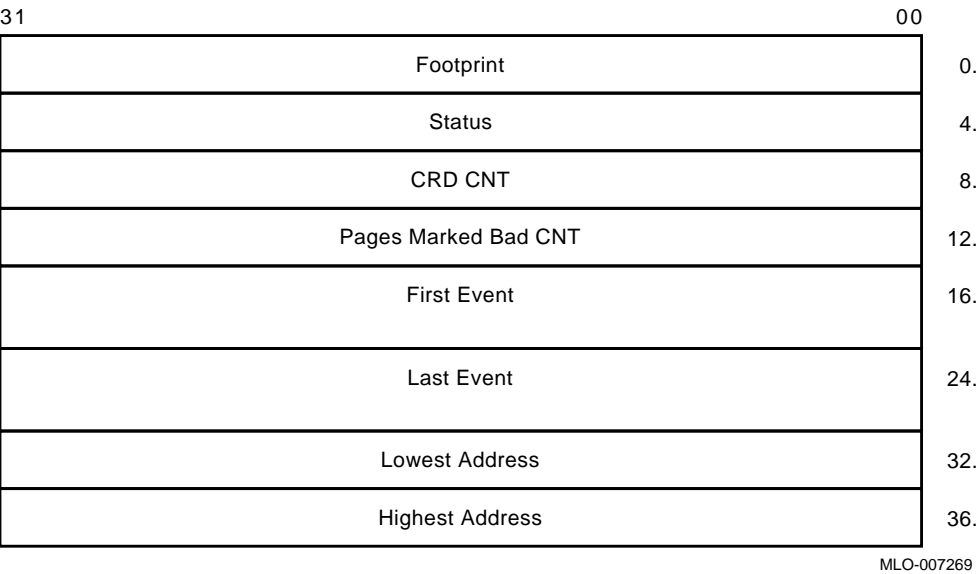 31 00
Footprint 0.
Status 4.
CRD CNT 8.
Pages Marked Bad CNT 12.
First Event 16.
Last Event 24.
Lowest Address 32.
Highest Address 36.
MLO-007269